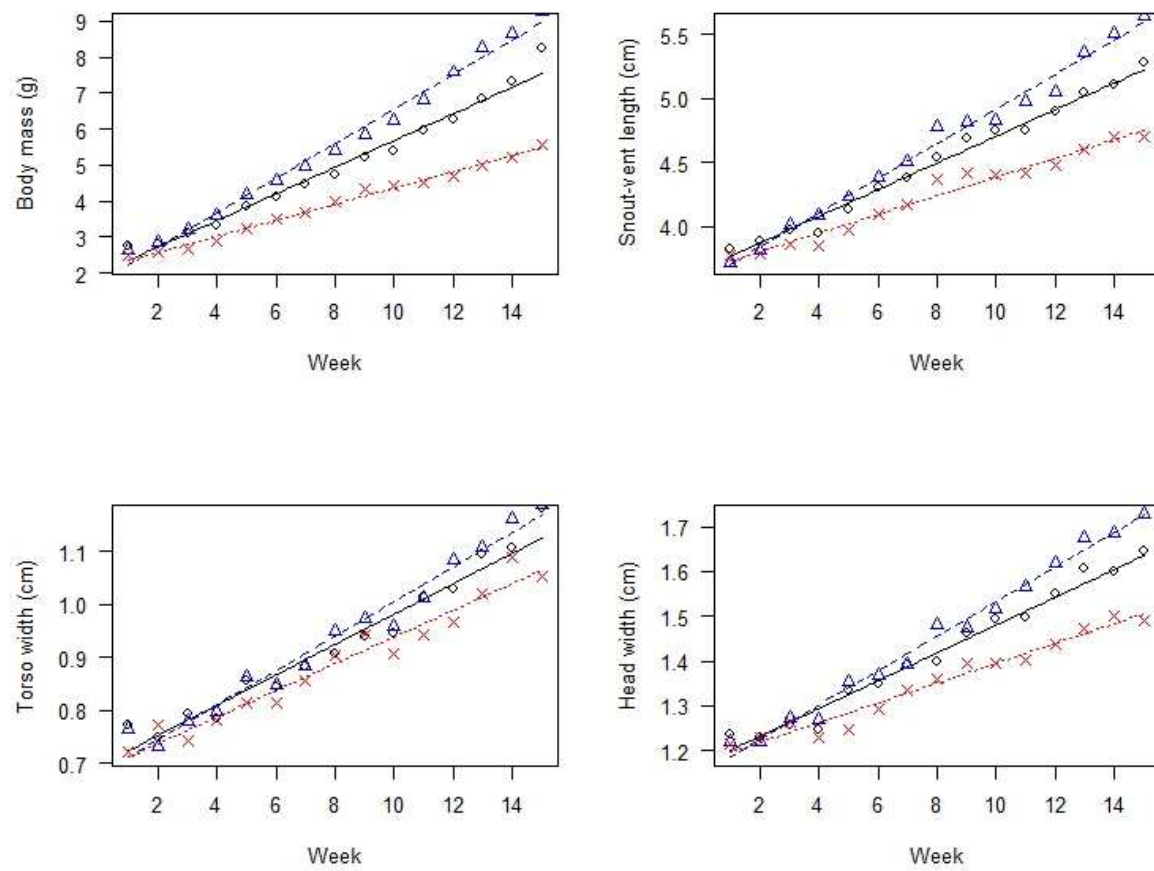 Body mass (g)
9
8
7
6
5
4
3
2
2 4 6 8 10 12 14
Week
Snout-vent length (cm)
5.5
5.0
4.5
4.0
2 4 6 8 10 12 14
Week
Torso width (cm)
1.1
1.0
0.9
0.8
0.7
2 4 6 8 10 12 14
Week
Head width (cm)
1.7
1.6
1.5
1.4
1.3
1.2
2 4 6 8 10 12 14
Week